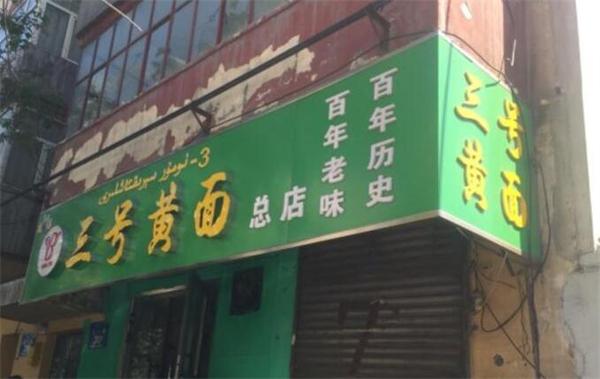 三号黄面
总店
百年老味
百年历史
三号
黄面